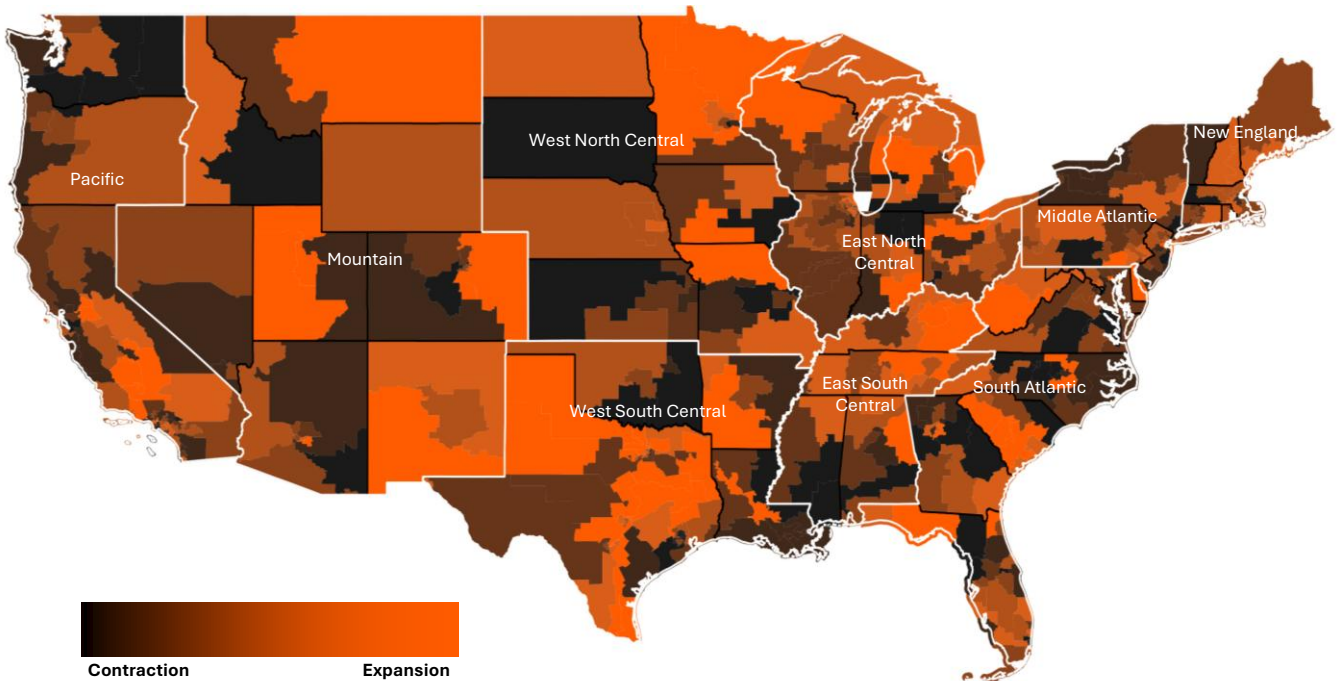 West North Central
New England
Pacific
Middle Atlantic
East North
Central
Mountain
East South
Central
South Atlantic
West South Central
Contraction
Expansion